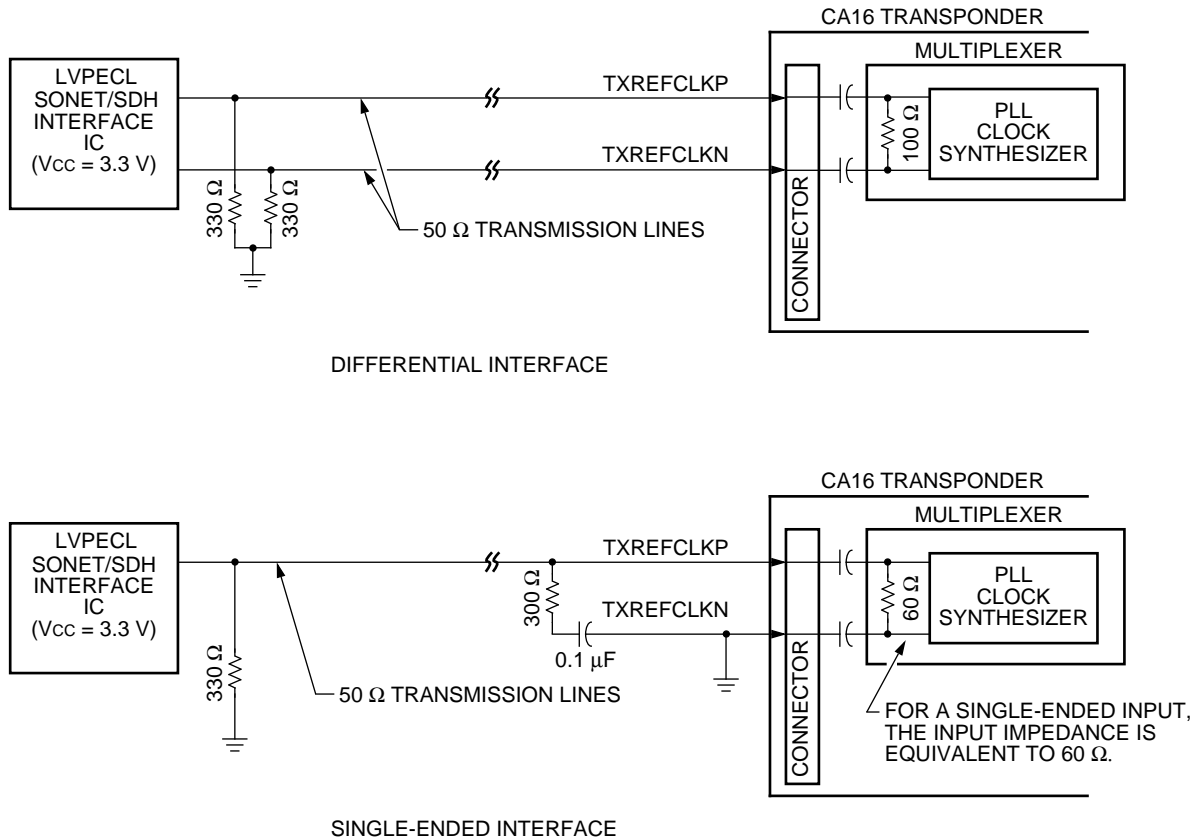 CA16 TRANSPONDER
MULTIPLEXER
LVPECL
SONET/SDH
INTERFACE
IC
(VCC = 3.3 V)
TXREFCLKP
TXREFCLKN
330 Ω
330 Ω
50 Ω TRANSMISSION LINES
CONNECTOR
100 Ω
PLL
CLOCK
SYNTHESIZER
DIFFERENTIAL INTERFACE
CA16 TRANSPONDER
MULTIPLEXER
LVPECL
SONET/SDH
INTERFACE
IC
(VCC = 3.3 V)
TXREFCLKP
300 Ω
TXREFCLKN
0.1 μF
330 Ω
50 Ω TRANSMISSION LINES
CONNECTOR
60 Ω
PLL
CLOCK
SYNTHESIZER
FOR A SINGLE-ENDED INPUT,
THE INPUT IMPEDANCE IS
EQUIVALENT TO 60 Ω.
SINGLE-ENDED INTERFACE